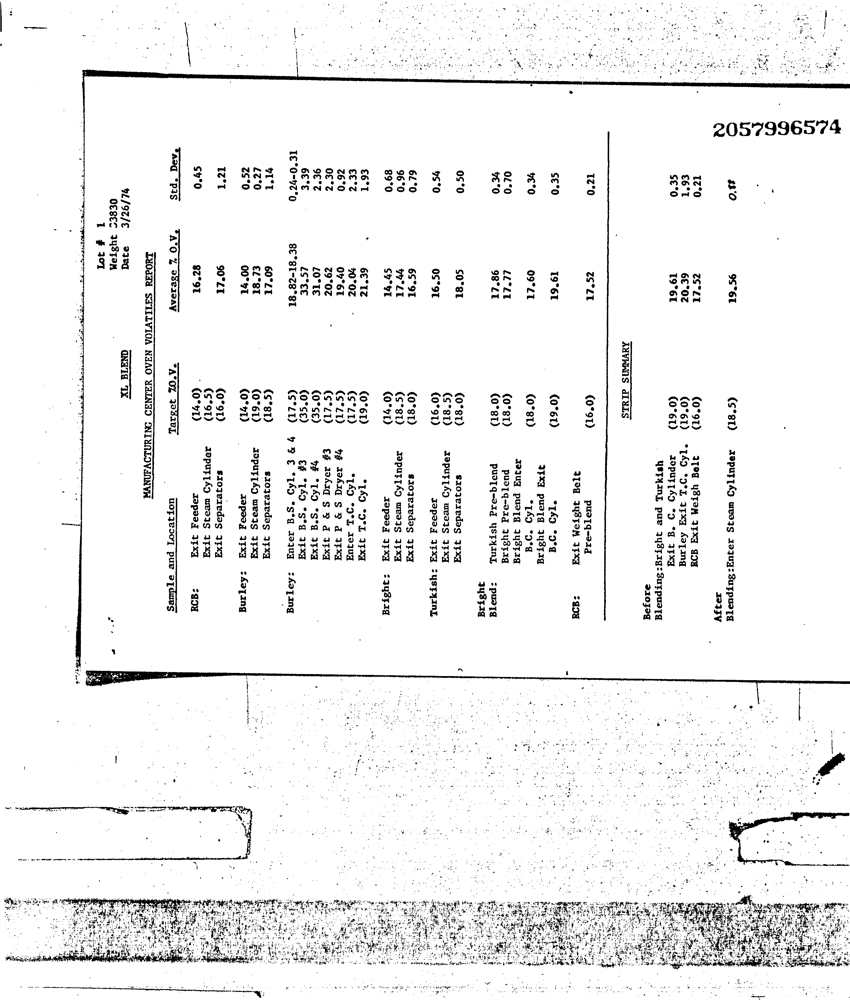 2057996574
Lot # 1
Weight
Date 3/26/74
XL BLEND
MANUFACTURING CENTER OVEN VOLATILES REPORT
Sample and Location Target %O.V. Average % O.V. Std. Dev.
RCB: Exit Feeder (14.0) 16.28 0.45
Exit Steam Cylinder (16.5)
Exit Separators (16.0) 17.06 1.21
Burley: Exit Feeder (14.0) 14.00 0.52
Exit Steam Cylinder (19.0) 18.73 0.27
Exit Separators (18.5) 17.09 1.14
Burley: Enter B.S. Cyl. 3 & 4 (17.5) 18.82-18.38 0.24-0.31
Exit B.S. Cyl. #3 (35.0) 33.57 3.39
Exit B.S. Cyl. #4 (35.0) 31.07 2.36
Exit P & S Dryer #3 (17.5) 20.62 2.30
Exit P & S Dryer #4 (17.5) 19.40 0.92
Enter T.C. Cyl. (17.5) 20.04 2.33
Exit T.C. Cyl. (19.0) 21.39 1.93
Bright: Exit Feeder (14.0) 14.45 0.68
Exit Steam Cylinder (18.5) 17.44 0.96
Exit Separators (18.0) 16.59 0.79
Turkish: Exit Feeder (16.0) 16.50 0.54
Exit Steam Cylinder (18.5)
Exit Separators (18.0) 18.05 0.50
Bright
Blend: Turkish Pre-blend (18.0) 17.86 0.34
Bright Pre-blend (18.0) 17.77 0.70
Bright Blend Enter
B.C. Cyl. (18.0) 17.60 0.34
Bright Blend Exit
B.C. Cyl. (19.0) 19.61 0.35
RCB: Exit Weight Belt
Pre-blend (16.0) 17.52 0.21
STRIP SUMMARY
Before
Blending:Bright and Turkish
Exit B. C. Cylinder (19.0) 19.61 0.35
Burley Exit T.C. Cyl. (19.0) 20.39 1.93
RCB Exit Weigh Belt (16.0) 17.52 0.21
After
Blending:Enter Steam Cylinder (18.5) 19.56